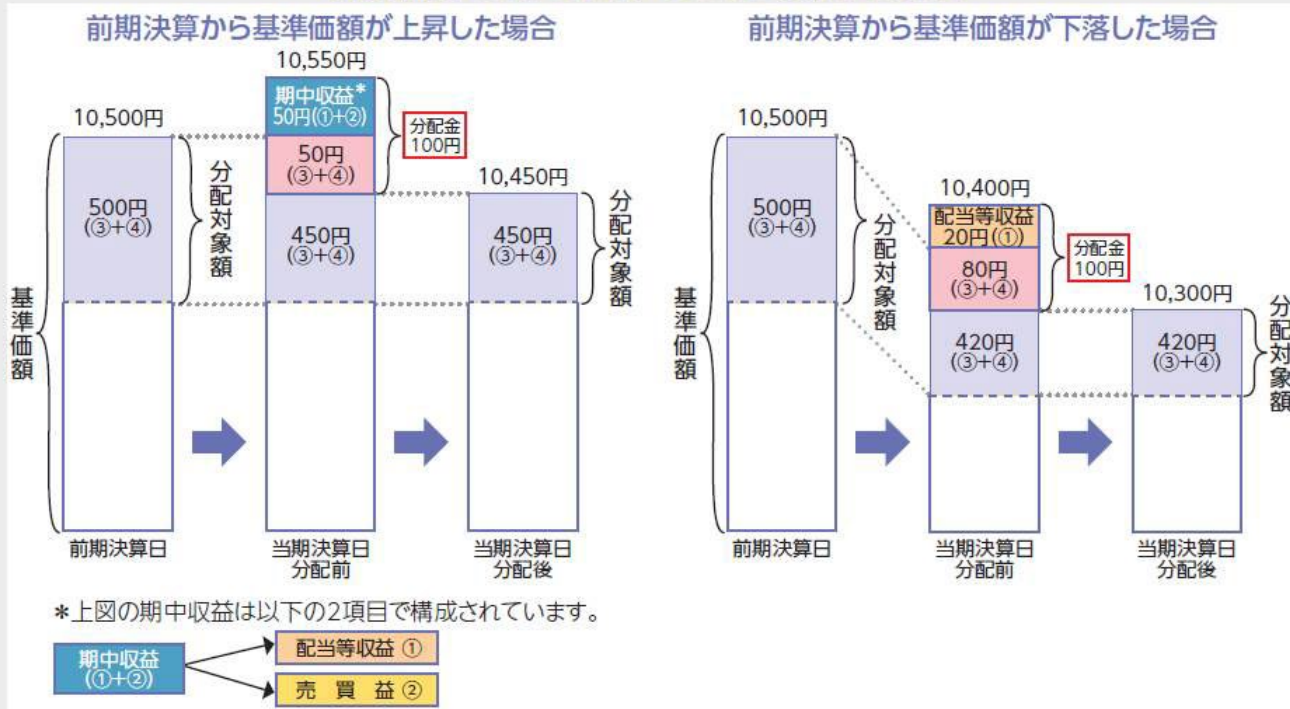 前期決算から基準価額が上昇した場合
10,500円
500円
(③+④)
基準価額
分配対象額
前期決算日
10,550円
期中収益*
50円(①+②)
50円
(③+④)
450円
(③+④)
分配金
100円
当期決算日
分配前
10,450円
450円
(③+④)
分配対象額
当期決算日
分配後
前期決算から基準価額が下落した場合
10,500円
500円
(③+④)
基準価額
分配対象額
前期決算日
10,400円
配当等収益
20円(①)
80円
(③+④)
420円
(③+④)
分配金
100円
当期決算日
分配前
10,300円
420円
(③+④)
分配対象額
当期決算日
分配後
*上図の期中収益は以下の2項目で構成されています。
期中収益
(①+②)
配当等収益 ①
売 買 益 ②